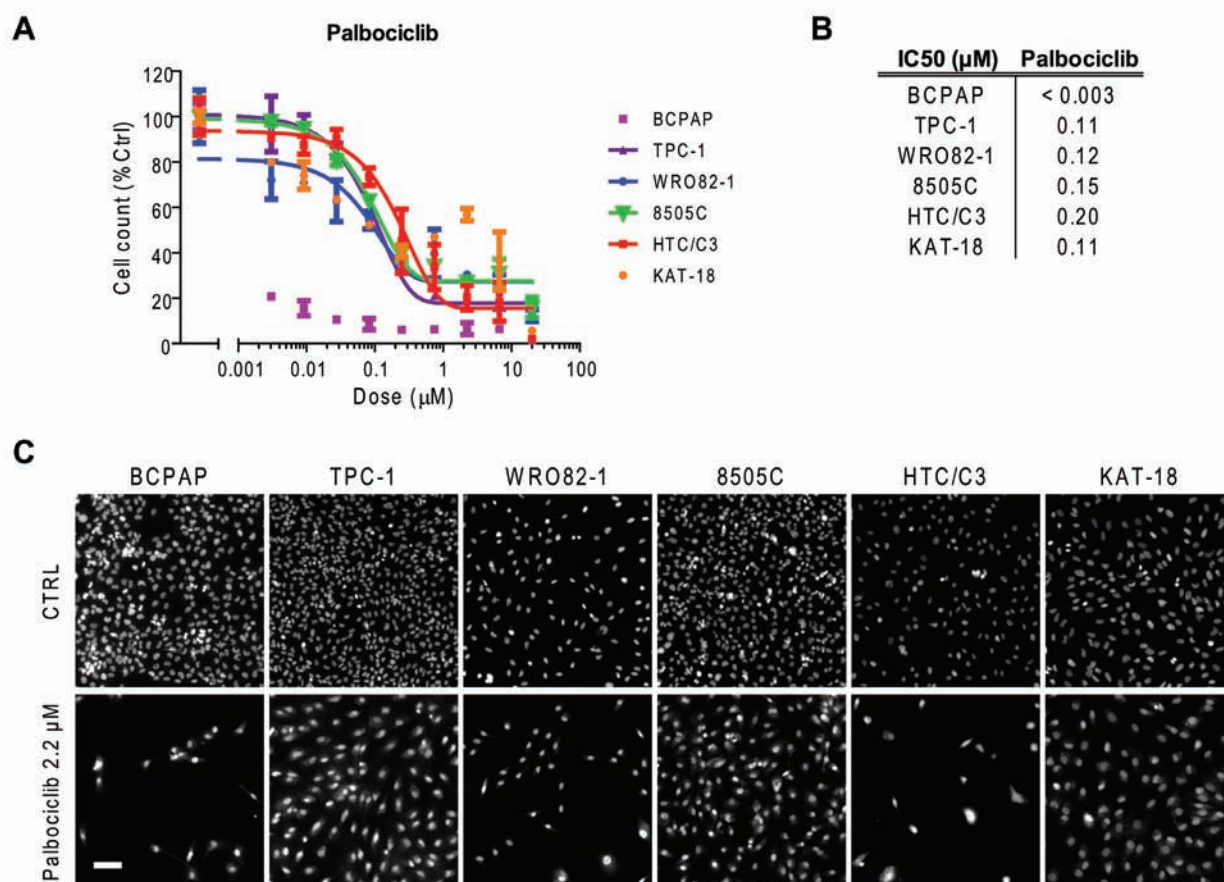 A
Palbociclib
Cell count (% Ctrl)
120
100
80
60
40
20
0
0.001
0.01
0.1
1
10
100
Dose (µM)
BCPAP
TPC-1
WRO82-1
8505C
HTC/C3
KAT-18
B
IC50 (µM) Palbociclib
BCPAP < 0.003
TPC-1 0.11
WRO82-1 0.12
8505C 0.15
HTC/C3 0.20
KAT-18 0.11
C
BCPAP TPC-1 WRO82-1 8505C HTC/C3 KAT-18
CTRL
Palbociclib 2.2 µM